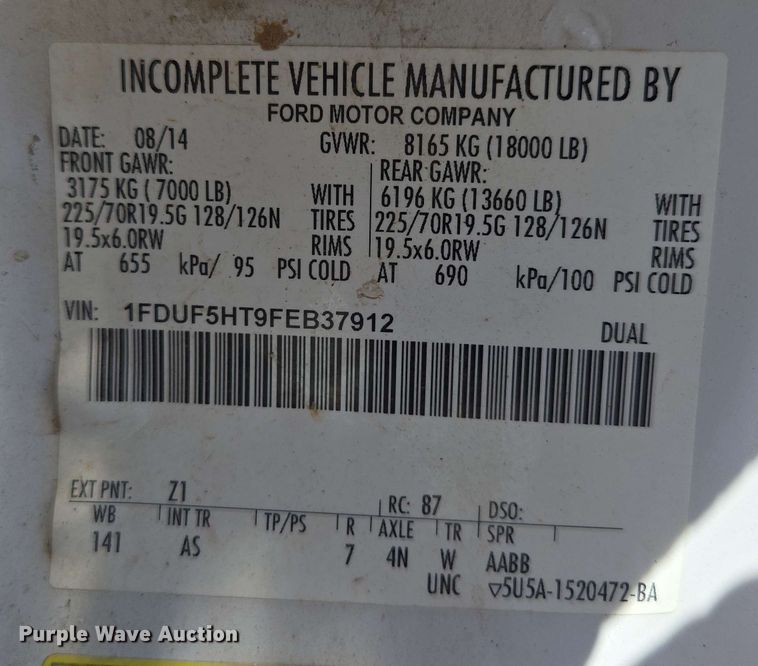 INCOMPLETE VEHICLE MANUFACTURED BY
FORD MOTOR COMPANY
DATE: 08/14 GVWR: 8165 KG (18000 LB)
FRONT GAWR: REAR GAWR:
3175 KG ( 7000 LB) WITH 6196 KG (13660 LB) WITH
225/70R19.5G 128/126N TIRES 225/70R19.5G 128/126N TIRES
19.5x6.0RW RIMS 19.5x6.0RW RIMS
AT 655 kPa/ 95 PSI COLD AT 690 kPa/100 PSI COLD
VIN: 1FDUF5HT9FEB37912
DUAL
EXT PNT: Z1 RC: 87 DSO:
WB INT TR TP/PS R AXLE TR SPR
141 AS 7 4N W AABB
UNC ▽5U5A-1520472-BA
Purple Wave Auction